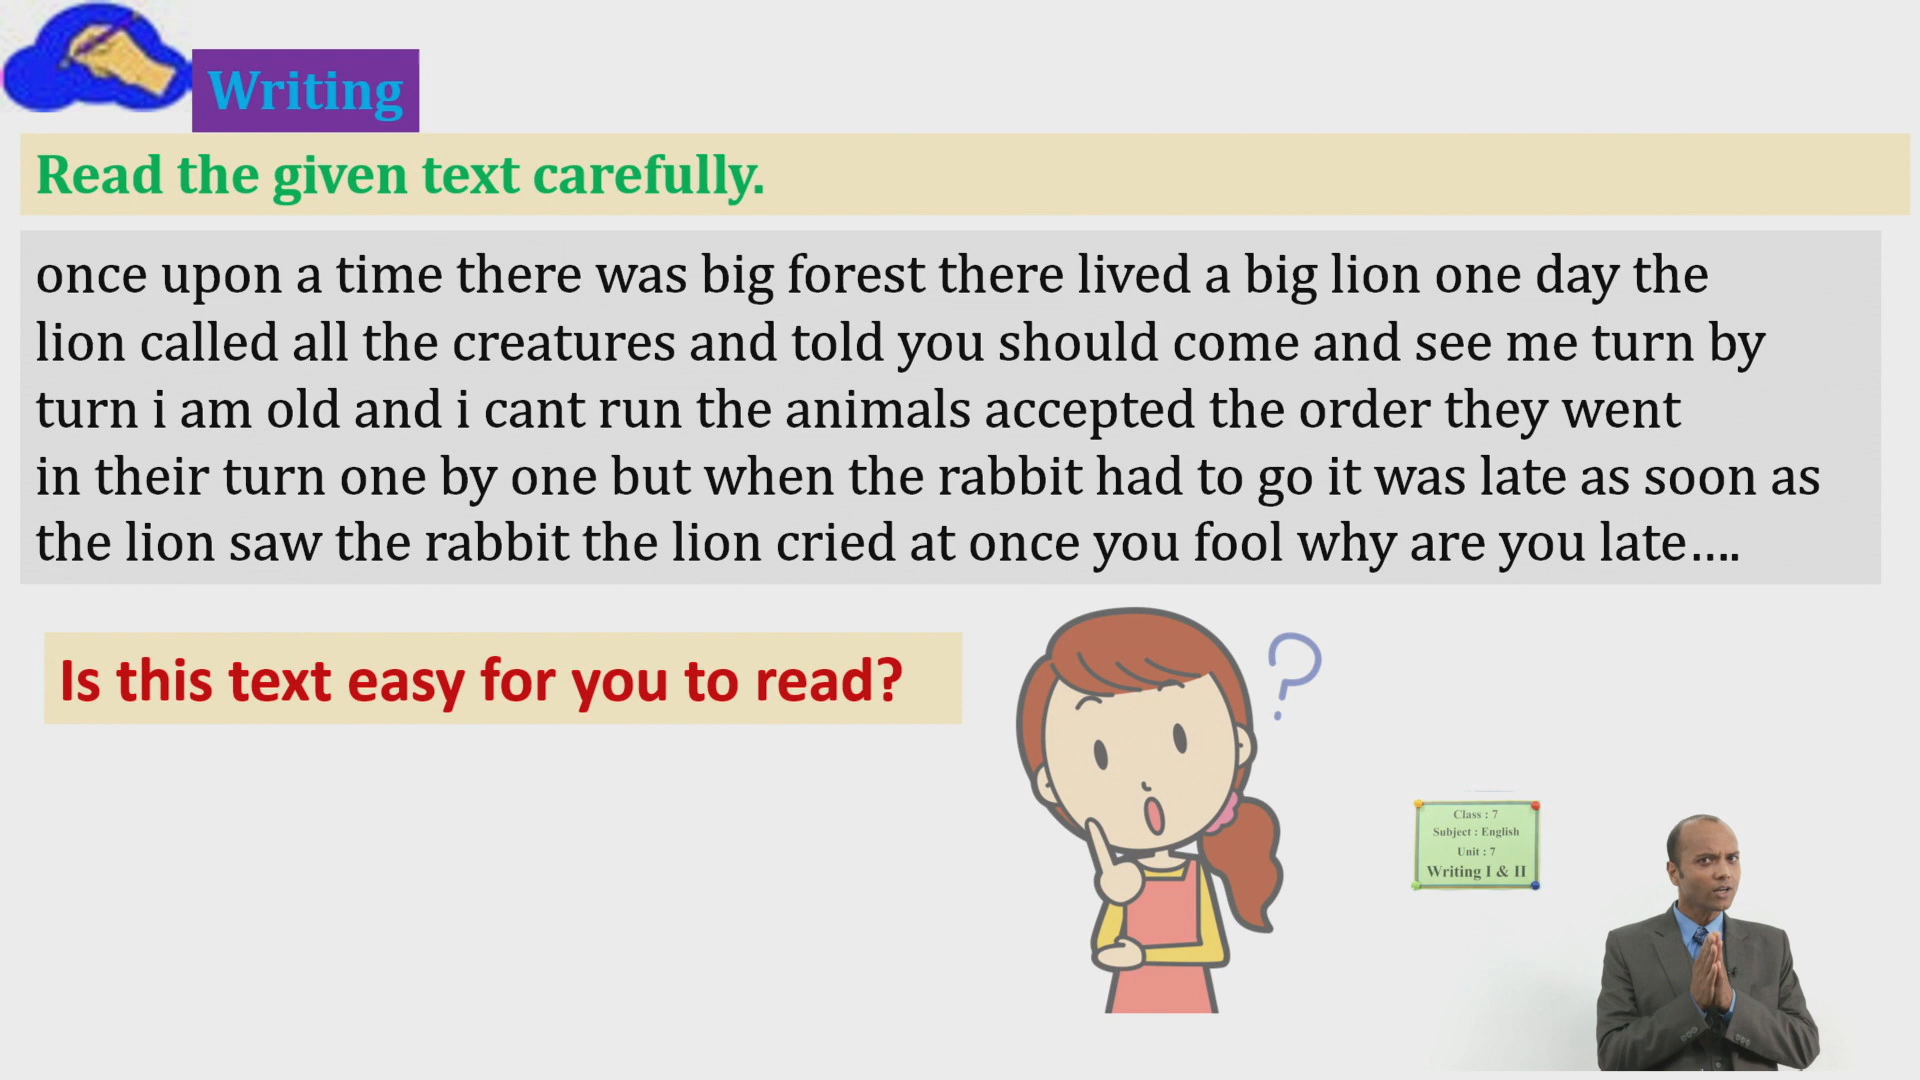 Writing
Read the given text carefully.
once upon a time there was big forest there lived a big lion one day the
lion called all the creatures and told you should come and see me turn by
turn i am old and i cant run the animals accepted the order they went
in their turn one by one but when the rabbit had to go it was late as soon as
the lion saw the rabbit the lion cried at once you fool why are you late....
Is this text easy for you to read?
?
Class : 7
Subject : English
Unit : 7
Writing I & II